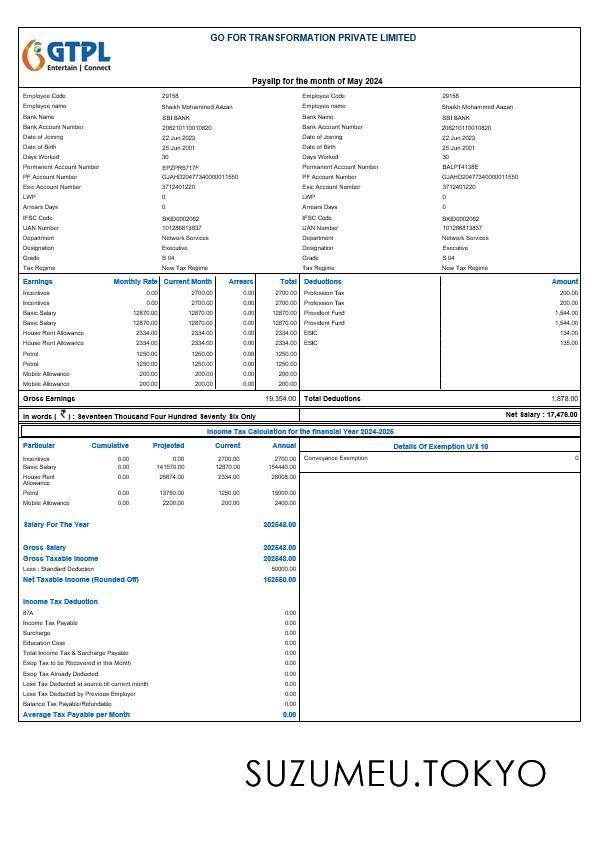 GO FOR TRANSFORMATION PRIVATE LIMITED
GTPL
Entertain | Connect
Payslip for the month of May 2024
Employee Code 29158 Employee Code 29158
Employee name Shaikh Mohammed Aazan Employee name Shaikh Mohammed Aazan
Bank Name SBI BANK Bank Name SBI BANK
Bank Account Number 206210110010820 Bank Account Number 206210110010820
Date of Joining 22 Jun 2023 Date of Joining 22 Jun 2023
Date of Birth 25 Jun 2001 Date of Birth 25 Jun 2001
Days Worked 30 Days Worked 30
Permanent Account Number EPZPR6717F Permanent Account Number BALPT4138E
PF Account Number GJAHD20477340000011550 PF Account Number GJAHD20477340000011550
Esic Account Number 3712401220 Esic Account Number 3712401220
LWP 0 LWP 0
Arrears Days 0 Arrears Days 0
IFSC Code BKID0002062 IFSC Code BKID0002062
UAN Number 101286813837 UAN Number 101286813837
Department Network Services Department Network Services
Designation Executive Designation Executive
Grade S 04 Grade S 04
Tax Regime New Tax Regime Tax Regime New Tax Regime
Earnings Monthly Rate Current Month Arrears Total Deductions Amount
Incentives 0.00 2700.00 0.00 2700.00 Profession Tax 200.00
Incentives 0.00 2700.00 0.00 2700.00 Profession Tax 200.00
Basic Salary 12870.00 12870.00 0.00 12870.00 Provident Fund 1,544.00
Basic Salary 12870.00 12870.00 0.00 12870.00 Provident Fund 1,544.00
House Rent Allowance 2334.00 2334.00 0.00 2334.00 ESIC 134.00
House Rent Allowance 2334.00 2334.00 0.00 2334.00 ESIC 135.00
Petrol 1250.00 1250.00 0.00 1250.00
Petrol 1250.00 1250.00 0.00 1250.00
Mobile Allowance 200.00 200.00 0.00 200.00
Mobile Allowance 200.00 200.00 0.00 200.00
Gross Earnings 19,354.00 Total Deductions 1,878.00
In words ( ₹ ) : Seventeen Thousand Four Hundred Seventy Six Only Net Salary : 17,476.00
Income Tax Calculation for the financial Year 2024-2025
Particular Cumulative Projected Current Annual Details Of Exemption U/S 10
Incentives 0.00 0.00 2700.00 2700.00 Conveyance Exemption 0
Basic Salary 0.00 141570.00 12870.00 154440.00
House Rent Allowance 0.00 25674.00 2334.00 28008.00
Petrol 0.00 13750.00 1250.00 15000.00
Mobile Allowance 0.00 2200.00 200.00 2400.00
Salary For The Year 202548.00
Gross Salary 202548.00
Gross Taxable Income 202548.00
Less : Standard Deduction 50000.00
Net Taxable Income (Rounded Off) 152550.00
Income Tax Deduction
87A 0.00
Income Tax Payable 0.00
Surcharge 0.00
Education Cess 0.00
Total Income Tax & Surcharge Payable 0.00
Esop Tax to be Recovered in this Month 0.00
Esop Tax Already Deducted 0.00
Less Tax Deducted at source till current month 0.00
Less Tax Deducted by Previous Employer 0.00
Balance Tax Payable/Refundable 0.00
Average Tax Payable per Month 0.00
SUZUMEU.TOKYO